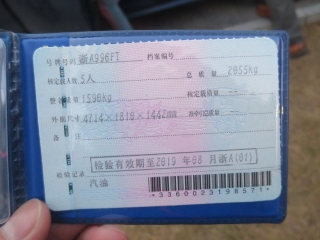 号牌号码 浙A996FT 档案编号
核定载人数 5人 总质量 2055kg
整备质量 1596kg 核定载质量 --
外廓尺寸 4714×1819×1442mm 准牵引总质量 --
备注
检验有效期至2019年08月浙A(01)
检验记录
汽油
*3360023198571*